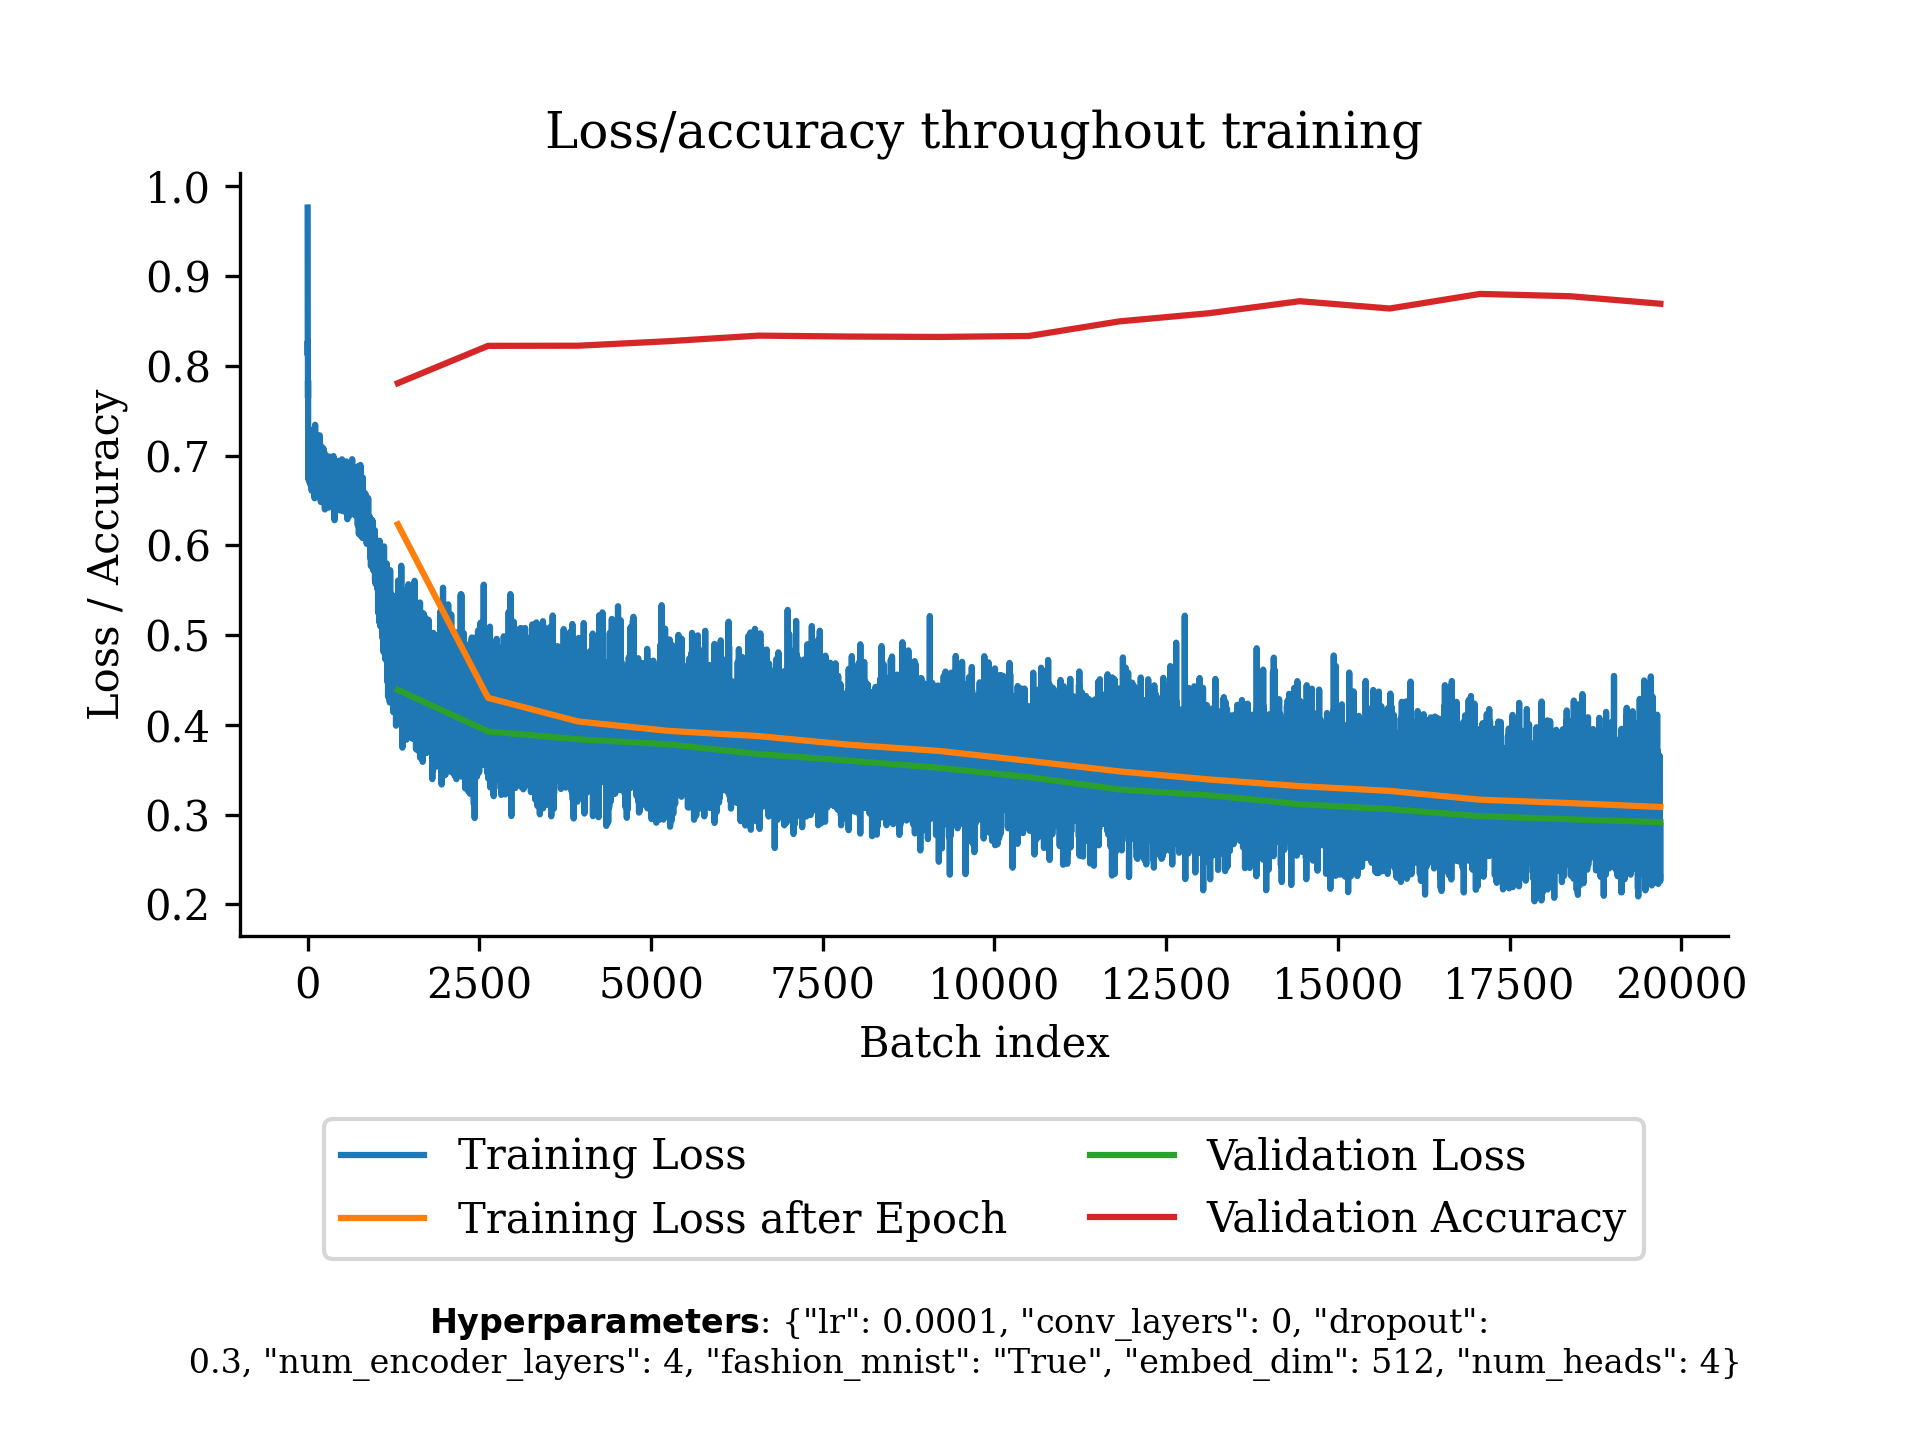 Loss/accuracy throughout training
1.0
0.9
0.8
0.7
0.6
0.5
0.4
0.3
0.2
Loss / Accuracy
0 2500 5000 7500 10000 12500 15000 17500 20000
Batch index
Training Loss
Training Loss after Epoch
Validation Loss
Validation Accuracy
Hyperparameters: {"lr": 0.0001, "conv_layers": 0, "dropout":
0.3, "num_encoder_layers": 4, "fashion_mnist": "True", "embed_dim": 512, "num_heads": 4}